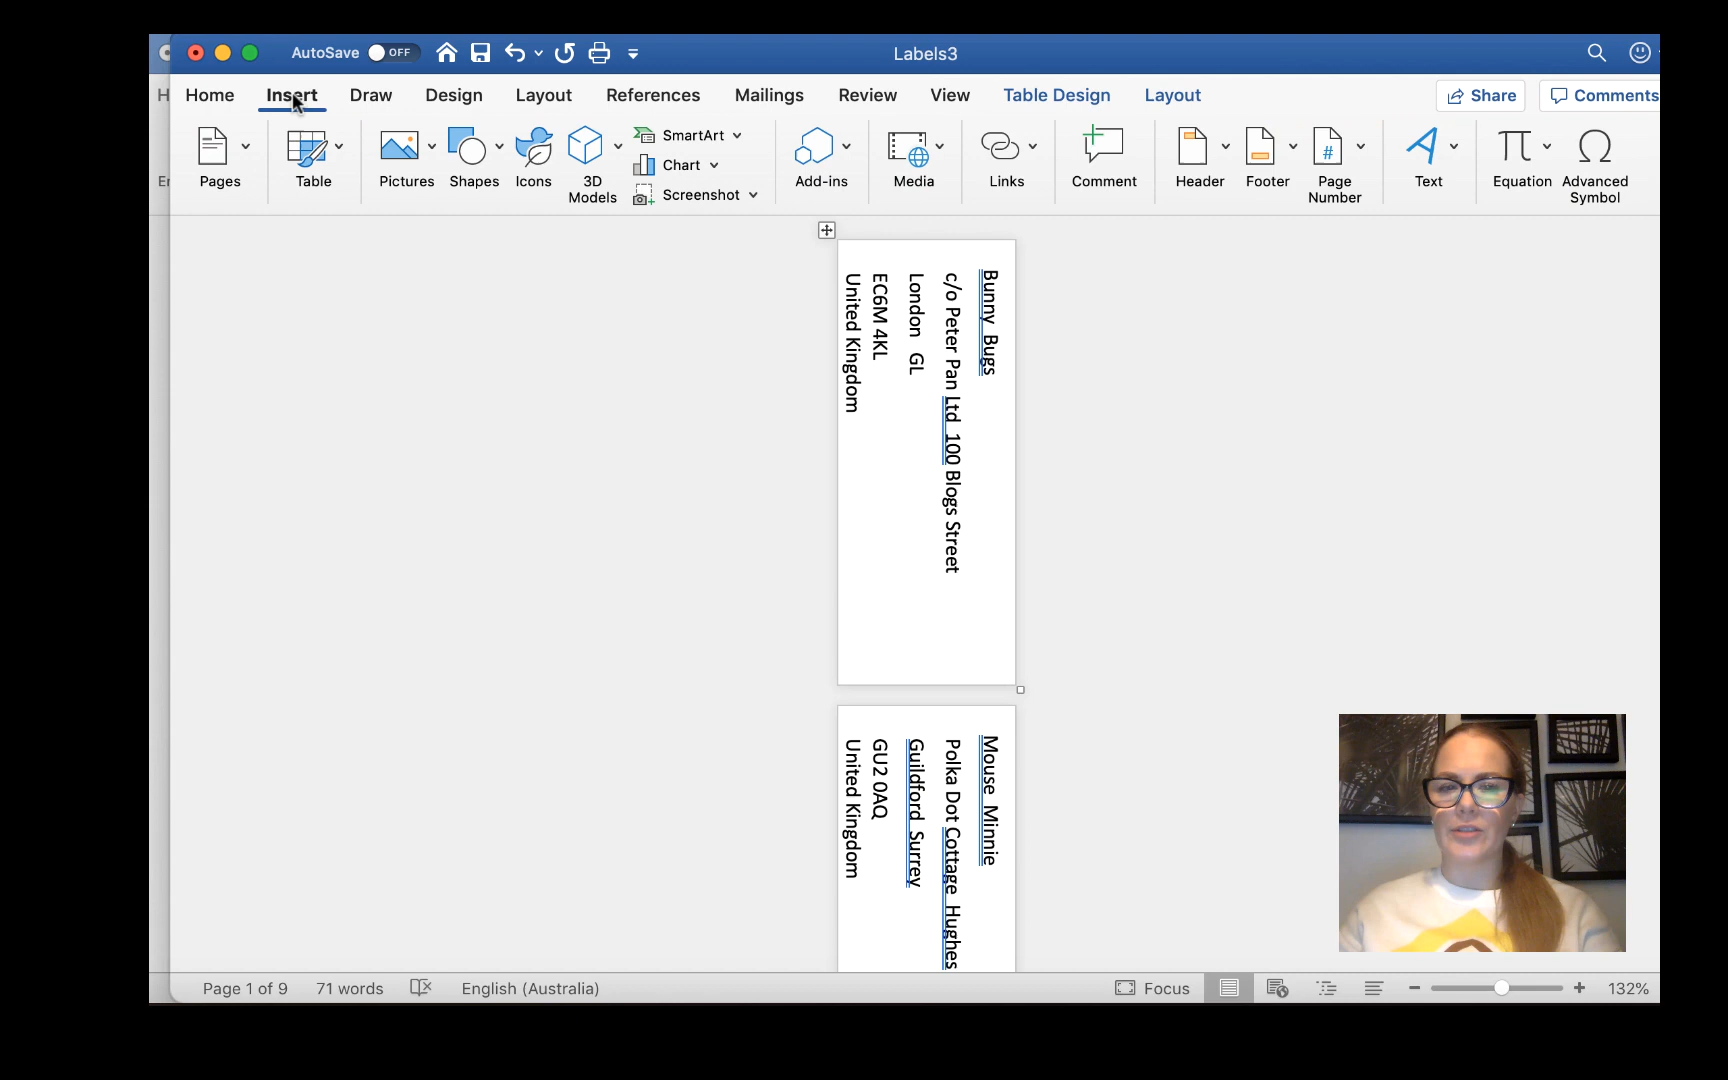 AutoSave OFF
Labels3
H
Home Insert Draw Design Layout References Mailings Review View Table Design Layout Share Comments
Pages
Table
Pictures
Shapes
Icons
3D
Models
SmartArt
Chart
Screenshot
Add-ins
Media
Links
Comment
Header
Footer
#
Page
Number
Text
Equation
Advanced
Symbol
Bunny Bugs
c/o Peter Pan Ltd 100 Blogs Street
London GL
EC6M 4KL
United Kingdom
Mouse Minnie
Polka Dot Cottage Hughes
Guildford Surrey
GU2 0AQ
United Kingdom
Page 1 of 9 71 words English (Australia) Focus 132%